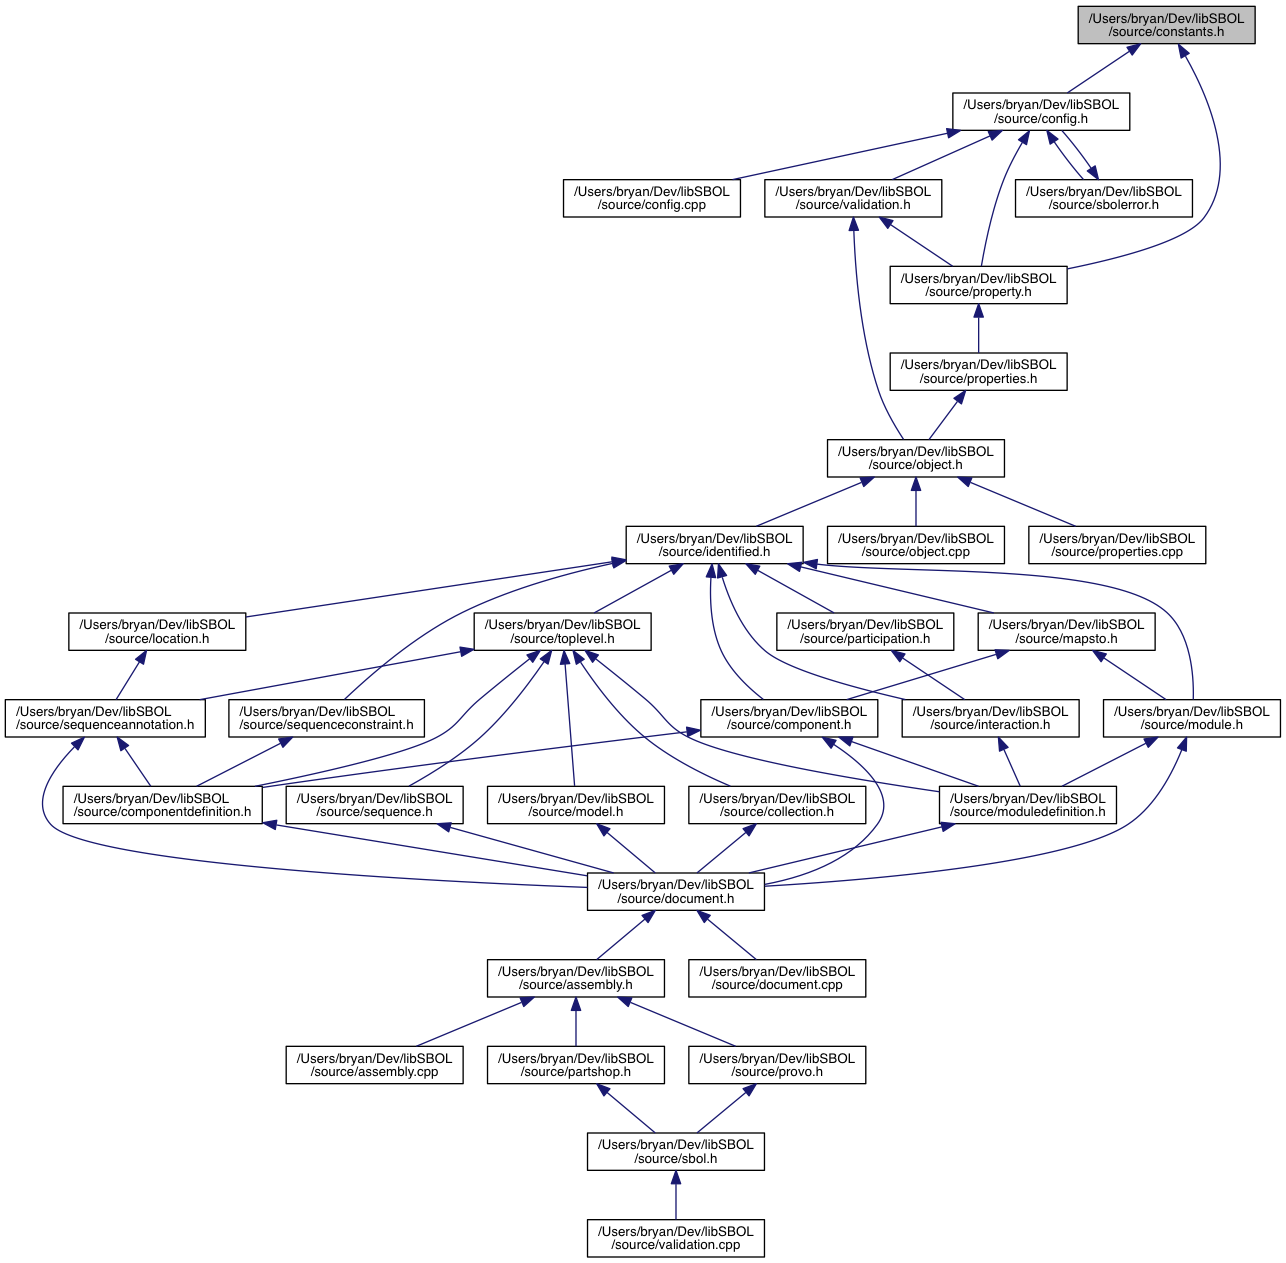 /Users/bryan/Dev/libSBOL
/source/constants.h
/Users/bryan/Dev/libSBOL
/source/config.h
/Users/bryan/Dev/libSBOL
/source/config.cpp
/Users/bryan/Dev/libSBOL
/source/validation.h
/Users/bryan/Dev/libSBOL
/source/sbolerror.h
/Users/bryan/Dev/libSBOL
/source/property.h
/Users/bryan/Dev/libSBOL
/source/properties.h
/Users/bryan/Dev/libSBOL
/source/object.h
/Users/bryan/Dev/libSBOL
/source/identified.h
/Users/bryan/Dev/libSBOL
/source/object.cpp
/Users/bryan/Dev/libSBOL
/source/properties.cpp
/Users/bryan/Dev/libSBOL
/source/location.h
/Users/bryan/Dev/libSBOL
/source/toplevel.h
/Users/bryan/Dev/libSBOL
/source/participation.h
/Users/bryan/Dev/libSBOL
/source/mapsto.h
/Users/bryan/Dev/libSBOL
/source/sequenceannotation.h
/Users/bryan/Dev/libSBOL
/source/sequenceconstraint.h
/Users/bryan/Dev/libSBOL
/source/component.h
/Users/bryan/Dev/libSBOL
/source/interaction.h
/Users/bryan/Dev/libSBOL
/source/module.h
/Users/bryan/Dev/libSBOL
/source/componentdefinition.h
/Users/bryan/Dev/libSBOL
/source/sequence.h
/Users/bryan/Dev/libSBOL
/source/model.h
/Users/bryan/Dev/libSBOL
/source/collection.h
/Users/bryan/Dev/libSBOL
/source/moduledefinition.h
/Users/bryan/Dev/libSBOL
/source/document.h
/Users/bryan/Dev/libSBOL
/source/assembly.h
/Users/bryan/Dev/libSBOL
/source/document.cpp
/Users/bryan/Dev/libSBOL
/source/assembly.cpp
/Users/bryan/Dev/libSBOL
/source/partshop.h
/Users/bryan/Dev/libSBOL
/source/provo.h
/Users/bryan/Dev/libSBOL
/source/sbol.h
/Users/bryan/Dev/libSBOL
/source/validation.cpp